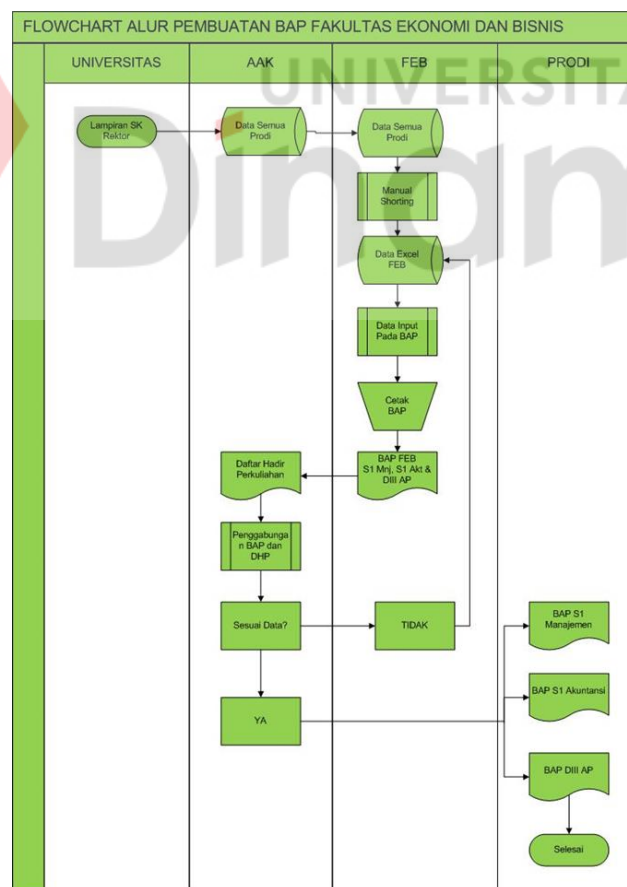 FLOWCHART ALUR PEMBUATAN BAP FAKULTAS EKONOMI DAN BISNIS
UNIVERSITAS
AAK
FEB
PRODI
UNIVERSITA
Dinam
Lampiran SK
Rektor
Data Semua
Prodi
Data Semua
Prodi
Manual
Shorting
Data Excel
FEB
Data Input
Pada BAP
Cetak
BAP
BAP FEB
S1 Mnj, S1 Akt &
DIII AP
Daftar Hadir
Perkuliahan
Penggabunga
n BAP dan
DHP
Sesuai Data?
TIDAK
YA
BAP S1
Manajemen
BAP S1 Akuntansi
BAP DIII AP
Selesai